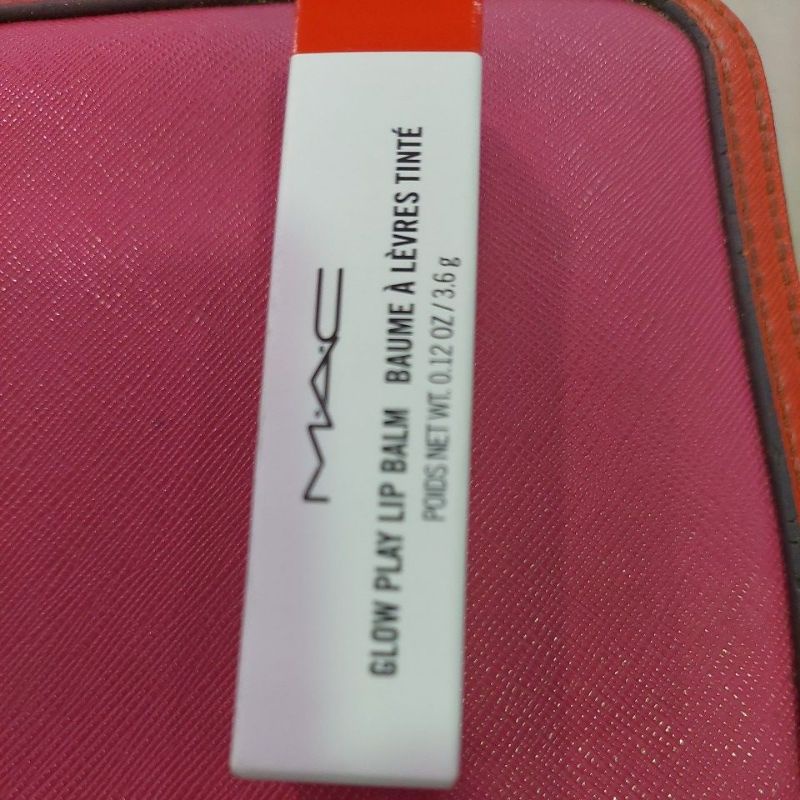 M·A·C
GLOW PLAY LIP BALM BAUME À LÈVRES TINTÉ
POIDS NET WT. 0.12 OZ / 3.6 g